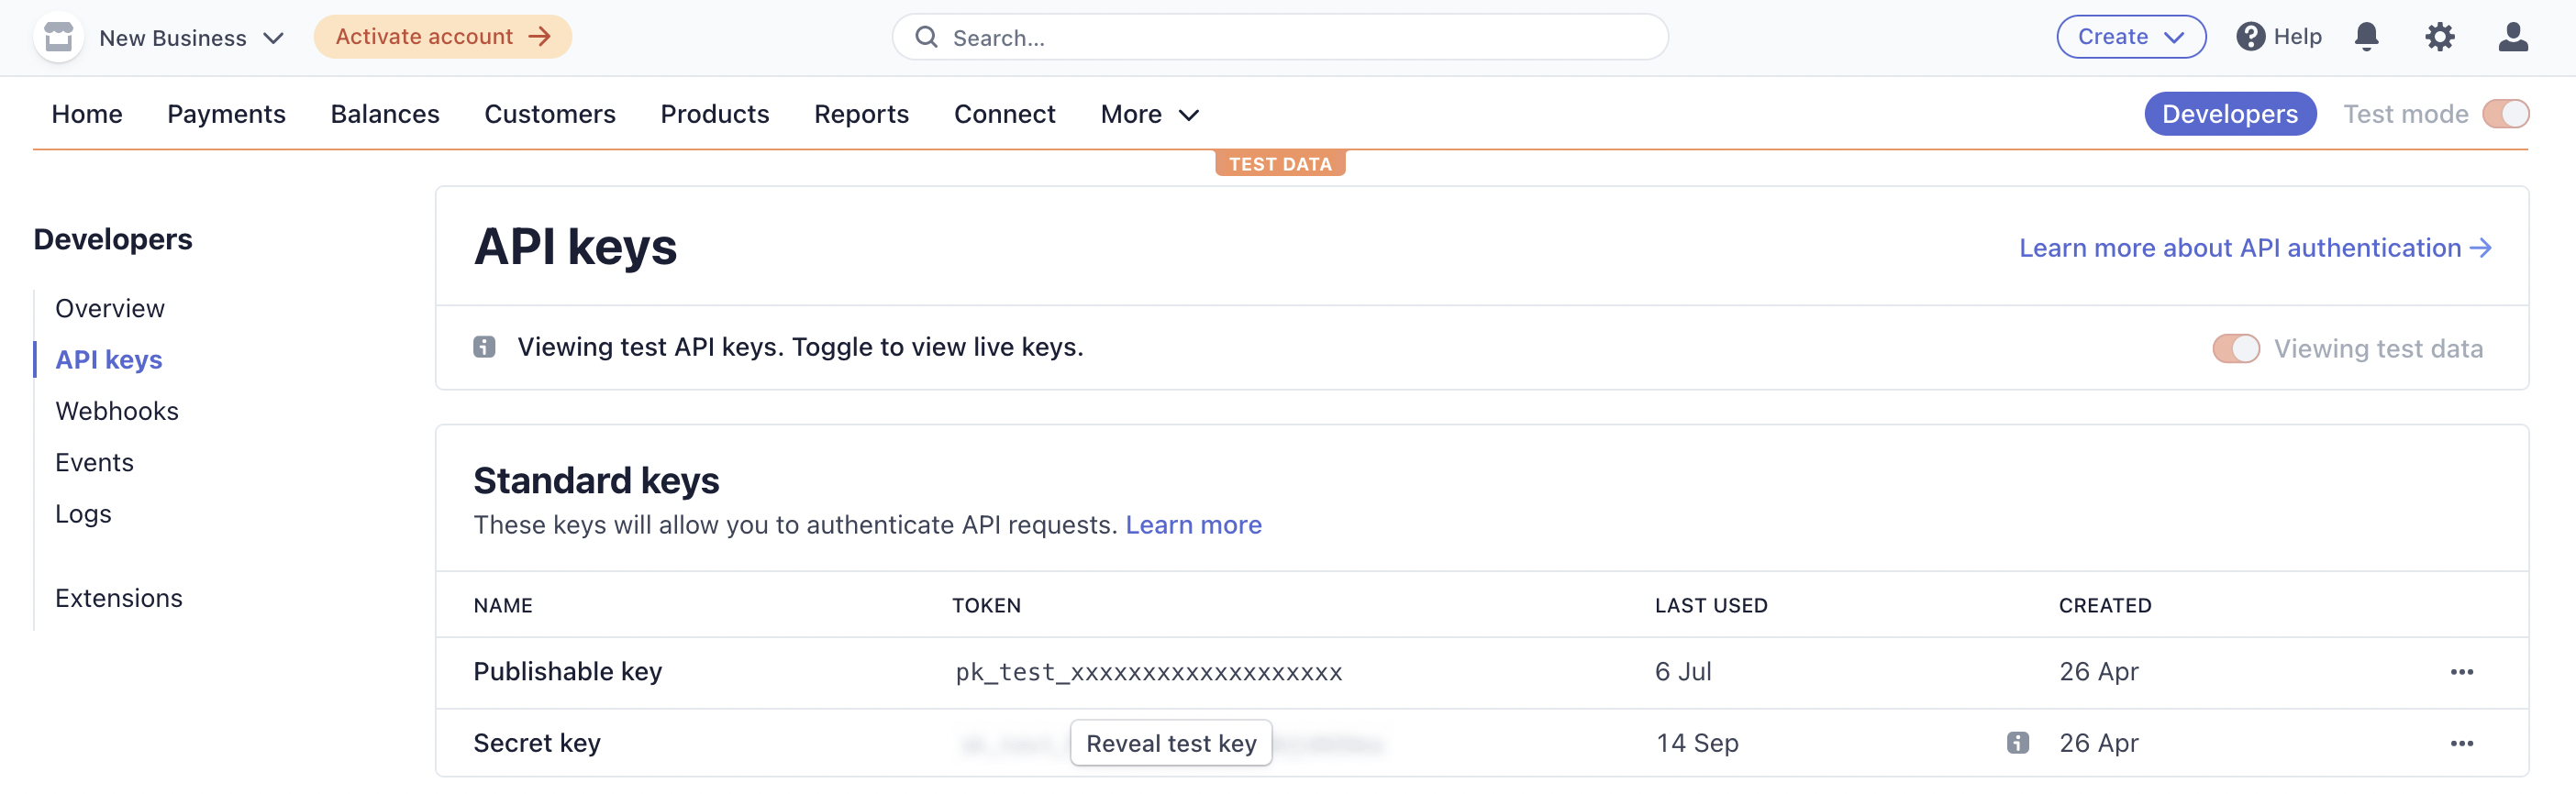 New Business
Activate account →
Search...
Create
Help
Home Payments Balances Customers Products Reports Connect More
Developers Test mode
TEST DATA
Developers
Overview
API keys
Webhooks
Events
Logs
Extensions
API keys
Learn more about API authentication →
Viewing test API keys. Toggle to view live keys.
Viewing test data
Standard keys
These keys will allow you to authenticate API requests. Learn more
NAME TOKEN LAST USED CREATED
Publishable key pk_test_xxxxxxxxxxxxxxxxxxx 6 Jul 26 Apr
Secret key Reveal test key 14 Sep 26 Apr